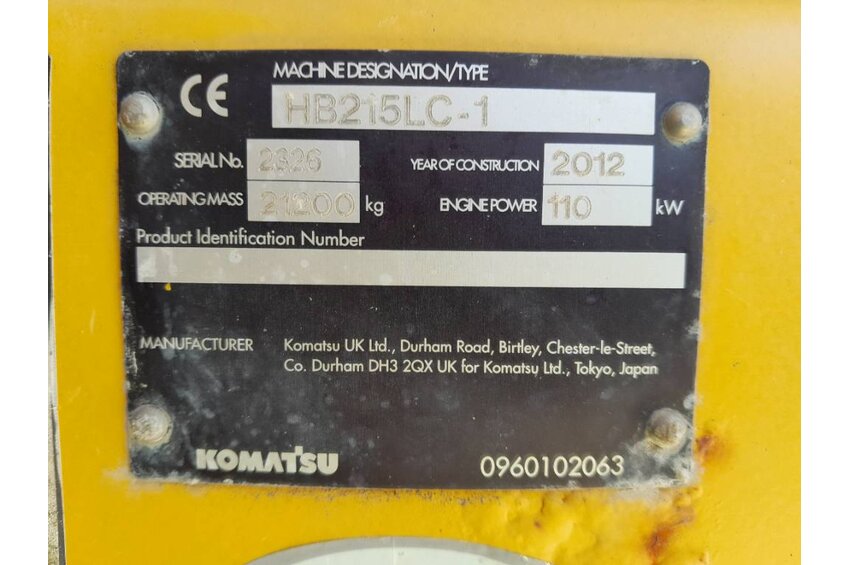 CE MACHINE DESIGNATION/TYPE
HB215LC-1
SERIAL No. 2326 YEAR OF CONSTRUCTION 2012
OPERATING MASS 21200 kg ENGINE POWER 110 kW
Product Identification Number
MANUFACTURER Komatsu UK Ltd., Durham Road, Birtley, Chester-le-Street,
Co. Durham DH3 2QX UK for Komatsu Ltd., Tokyo, Japan
KOMATSU 0960102063